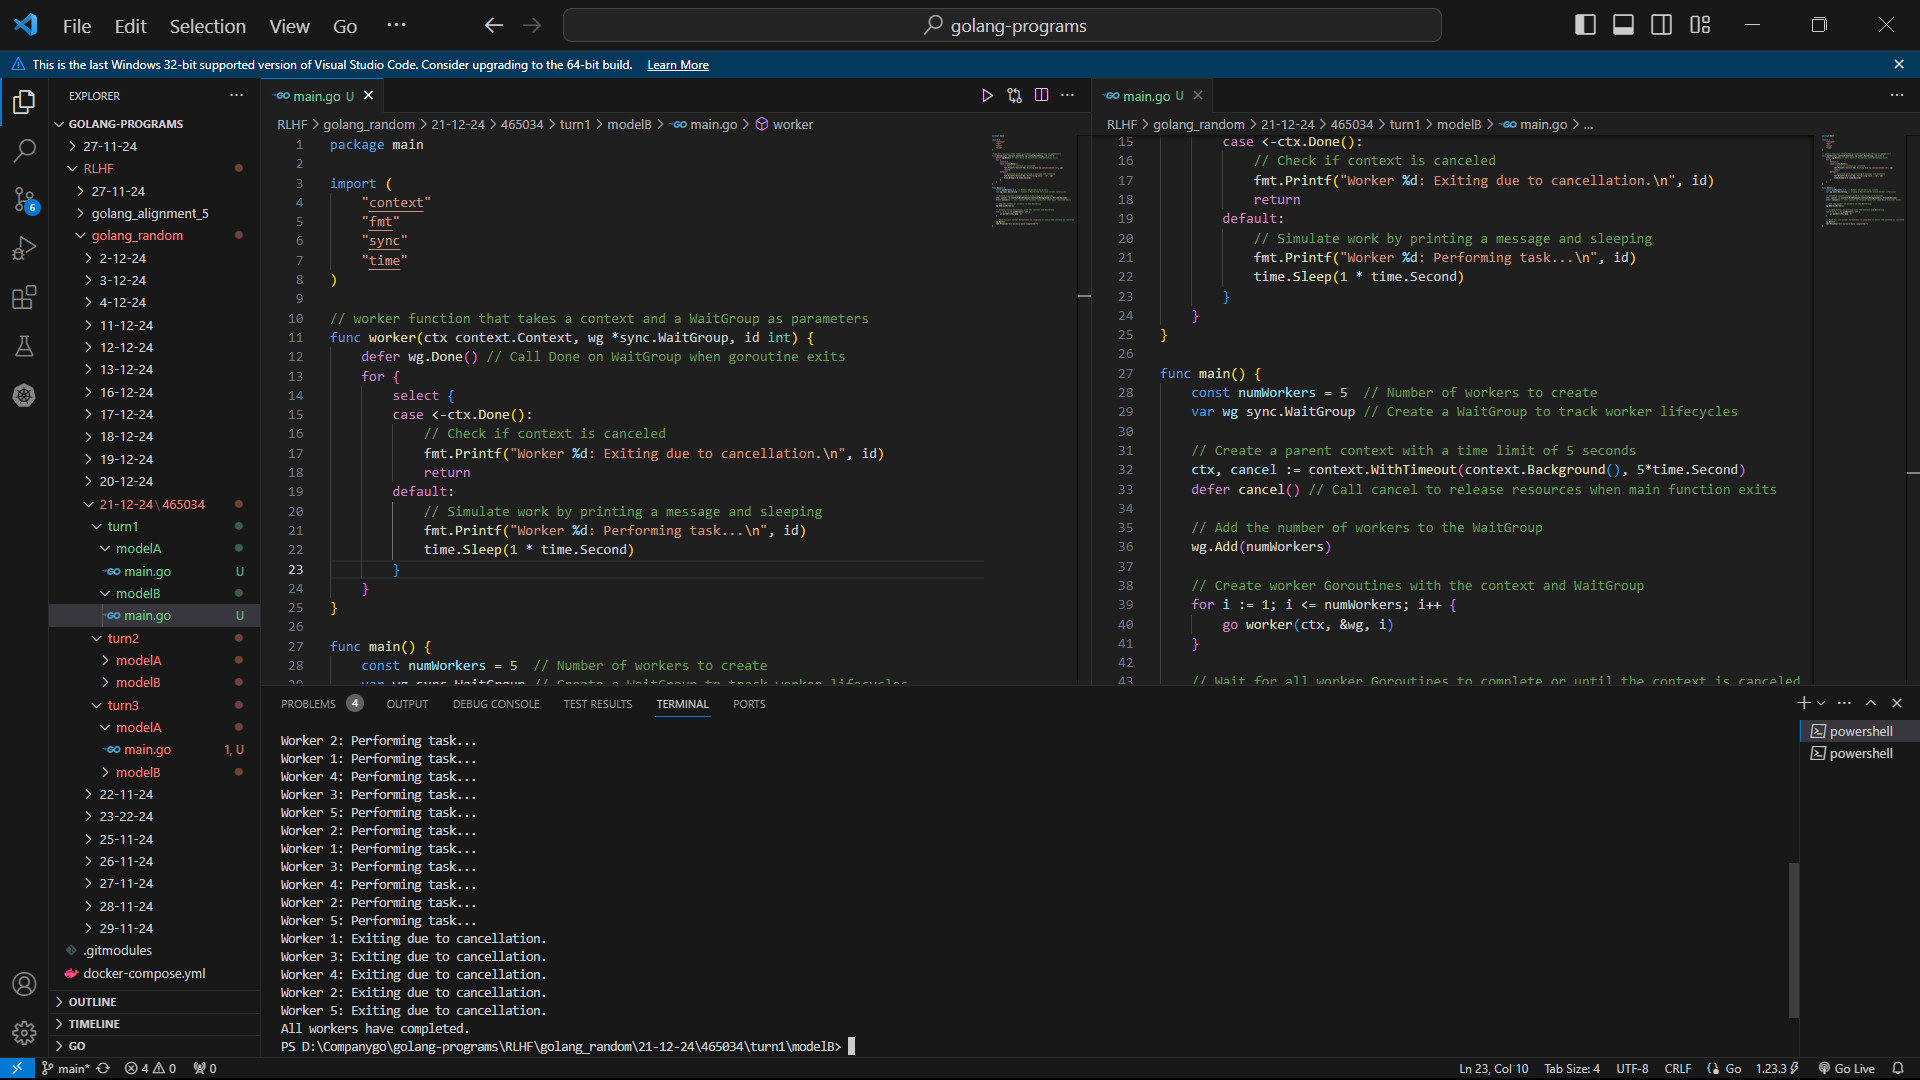 File Edit Selection View Go ··· golang-programs
This is the last Windows 32-bit supported version of Visual Studio Code. Consider upgrading to the 64-bit build. Learn More
EXPLORER
GOLANG-PROGRAMS
27-11-24
RLHF
27-11-24
golang_alignment_5
golang_random
2-12-24
3-12-24
4-12-24
11-12-24
12-12-24
13-12-24
16-12-24
17-12-24
18-12-24
19-12-24
20-12-24
21-12-24\465034
turn1
modelA
main.go U
modelB
main.go U
turn2
modelA
modelB
turn3
modelA
main.go 1, U
modelB
22-11-24
23-22-24
25-11-24
26-11-24
27-11-24
28-11-24
29-11-24
.gitmodules
docker-compose.yml
OUTLINE
TIMELINE
GO
6
main.go U
RLHF > golang_random > 21-12-24 > 465034 > turn1 > modelB > main.go > worker
1 package main
2
3 import (
4 "context"
5 "fmt"
6 "sync"
7 "time"
8 )
9
10 // worker function that takes a context and a WaitGroup as parameters
11 func worker(ctx context.Context, wg *sync.WaitGroup, id int) {
12 defer wg.Done() // Call Done on WaitGroup when goroutine exits
13 for {
14 select {
15 case <-ctx.Done():
16 // Check if context is canceled
17 fmt.Printf("Worker %d: Exiting due to cancellation.\n", id)
18 return
19 default:
20 // Simulate work by printing a message and sleeping
21 fmt.Printf("Worker %d: Performing task...\n", id)
22 time.Sleep(1 * time.Second)
23 }
24 }
25 }
26
27 func main() {
28 const numWorkers = 5 // Number of workers to create
29 var wg sync.WaitGroup // Create a WaitGroup to track worker lifecycles
main.go U
RLHF > golang_random > 21-12-24 > 465034 > turn1 > modelB > main.go > ...
15 case <-ctx.Done():
16 // Check if context is canceled
17 fmt.Printf("Worker %d: Exiting due to cancellation.\n", id)
18 return
19 default:
20 // Simulate work by printing a message and sleeping
21 fmt.Printf("Worker %d: Performing task...\n", id)
22 time.Sleep(1 * time.Second)
23 }
24 }
25 }
26
27 func main() {
28 const numWorkers = 5 // Number of workers to create
29 var wg sync.WaitGroup // Create a WaitGroup to track worker lifecycles
30
31 // Create a parent context with a time limit of 5 seconds
32 ctx, cancel := context.WithTimeout(context.Background(), 5*time.Second)
33 defer cancel() // Call cancel to release resources when main function exits
34
35 // Add the number of workers to the WaitGroup
36 wg.Add(numWorkers)
37
38 // Create worker Goroutines with the context and WaitGroup
39 for i := 1; i <= numWorkers; i++ {
40 go worker(ctx, &wg, i)
41 }
42
43 // Wait for all worker Goroutines to complete or until the context is canceled
PROBLEMS 4 OUTPUT DEBUG CONSOLE TEST RESULTS TERMINAL PORTS
Worker 2: Performing task...
Worker 1: Performing task...
Worker 4: Performing task...
Worker 3: Performing task...
Worker 5: Performing task...
Worker 2: Performing task...
Worker 1: Performing task...
Worker 3: Performing task...
Worker 4: Performing task...
Worker 2: Performing task...
Worker 5: Performing task...
Worker 1: Exiting due to cancellation.
Worker 3: Exiting due to cancellation.
Worker 4: Exiting due to cancellation.
Worker 2: Exiting due to cancellation.
Worker 5: Exiting due to cancellation.
All workers have completed.
PS D:\Companygo\golang-programs\RLHF\golang_random\21-12-24\465034\turn1\modelB>
powershell
powershell
main* 4 0 0 Ln 23, Col 10 Tab Size: 4 UTF-8 CRLF Go 1.23.3 Go Live